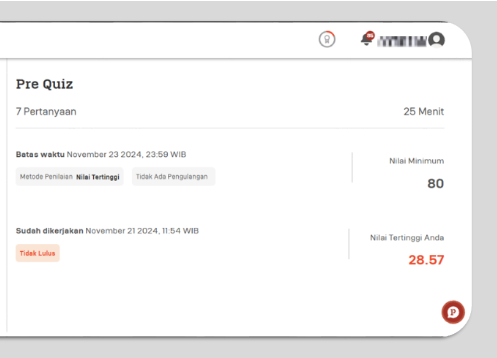 Pre Quiz
7 Pertanyaan
25 Menit
Batas waktu November 23 2024, 23:59 WIB
Metode Penilaian Nilai Tertinggi
Tidak Ada Pengulangan
Nilai Minimum
80
Sudah dikerjakan November 21 2024, 11:54 WIB
Tidak Lulus
Nilai Tertinggi Anda
28.57
P